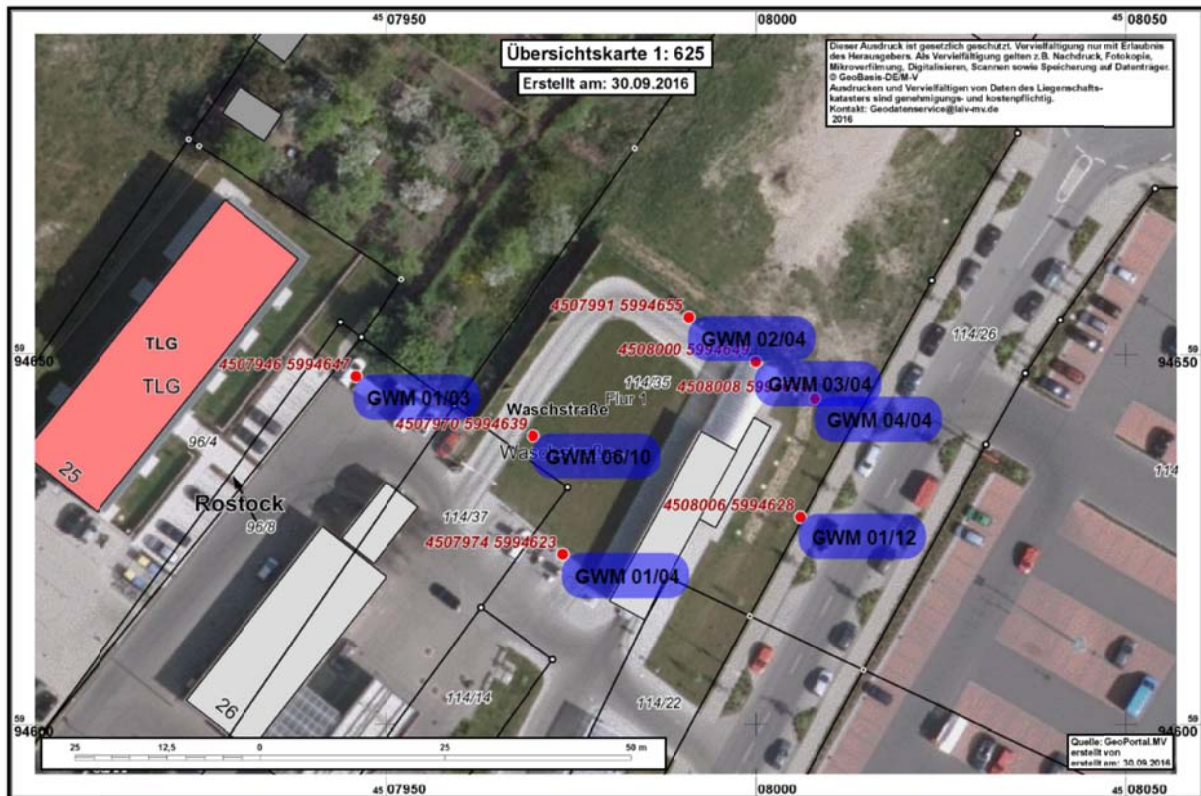 45 07950
08000
45 08050
Übersichtskarte 1: 625
Erstellt am: 30.09.2016
Dieser Ausdruck ist gesetzlich geschützt. Vervielfältigung nur mit Erlaubnis
des Herausgebers. Als Vervielfältigung gelten z.B. Nachdruck, Fotokopie,
Mikroverfilmung, Digitalisieren, Scannen sowie Speicherung auf Datenträger.
© GeoBasis-DE/M-V
Ausdrucken und Vervielfältigen von Daten des Liegenschafts-
katasters sind genehmigungs- und kostenpflichtig.
Kontakt: Geodatenservice@laiv-mv.de
2016
4507991 5994655
GWM 02/04
114/26
59
94650
59
94650
TLG
4507946 5994647
4508000 5994649
TLG
GWM 01/03
114/35
4508008
GWM 03/04
Flur 1
Waschstraße
GWM 04/04
4507970 5994639
96/4
GWM 06/10
25
Rostock
4508006 5994628
96/8
114/37
GWM 01/12
4507974 5994623
GWM 01/04
26
114/14
114/22
59
94600
59
94600
25
12,5
0
25
50 m
Quelle: GeoPortal.MV
erstellt von
erstellt am: 30.09.2016
45 07950
08000
45 08050